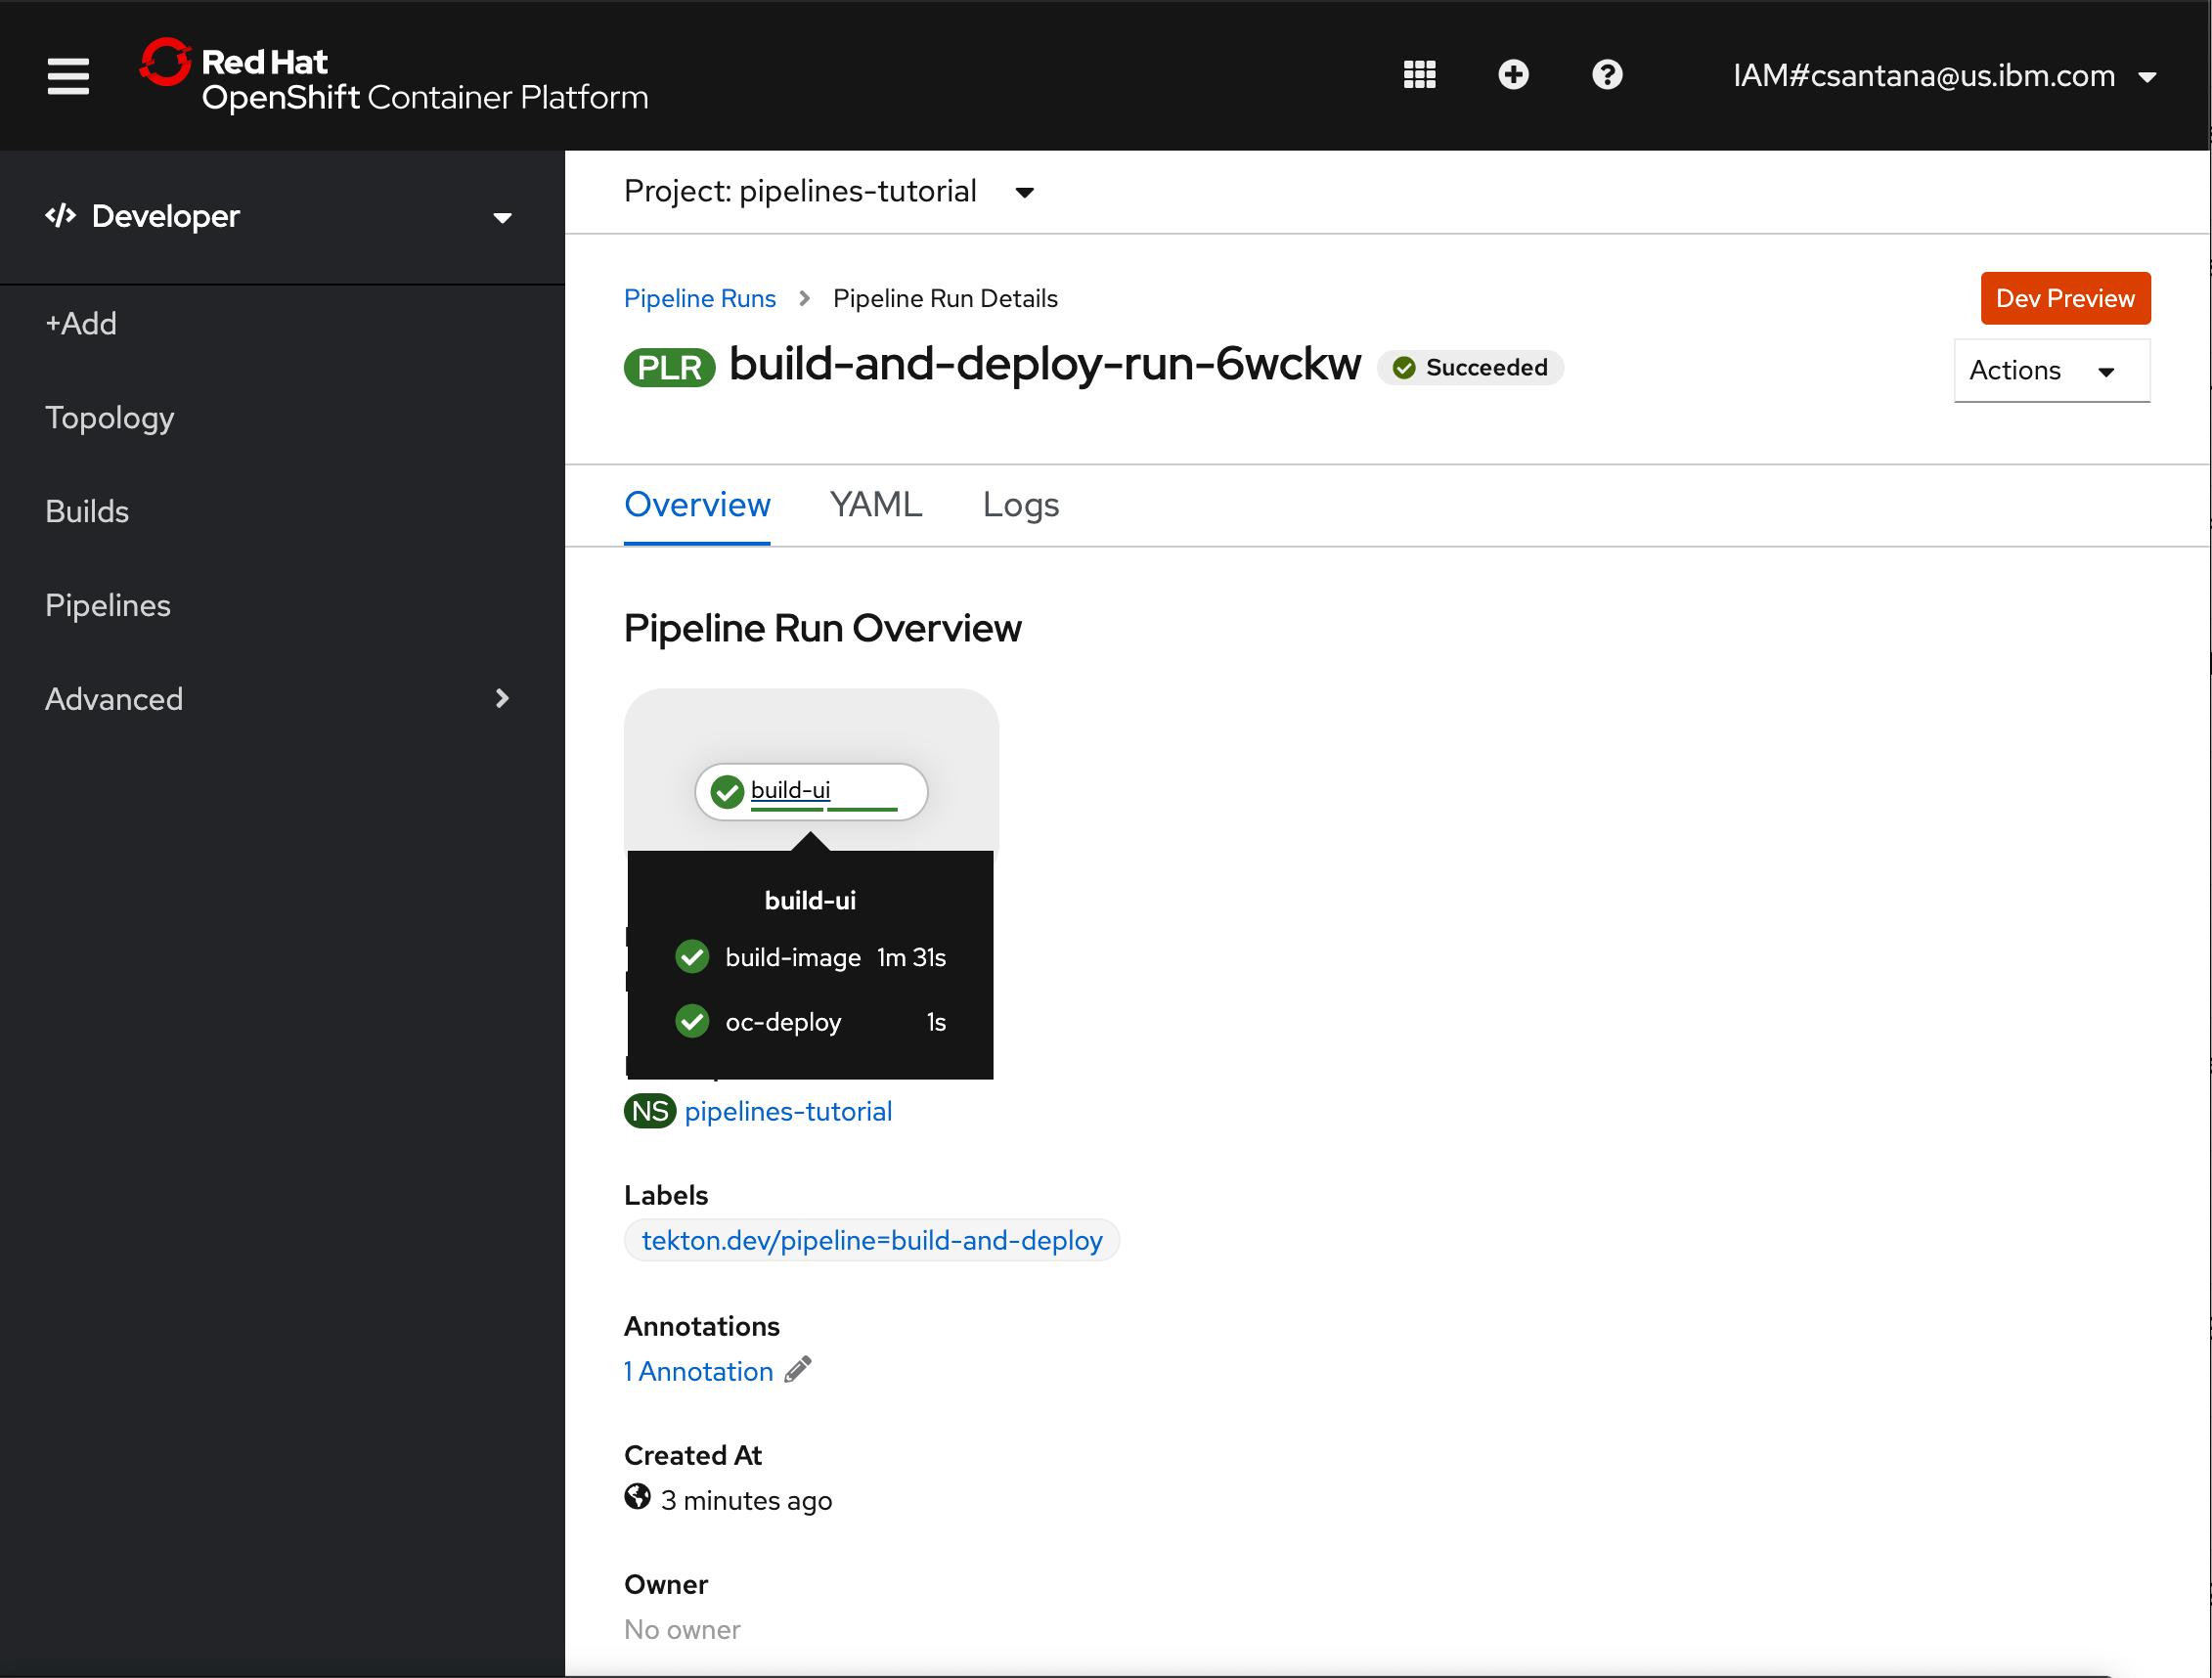 Red Hat
OpenShift Container Platform
IAM#csantana@us.ibm.com
Developer
+Add
Topology
Builds
Pipelines
Advanced
Project: pipelines-tutorial
Pipeline Runs > Pipeline Run Details
Dev Preview
PLR build-and-deploy-run-6wckw Succeeded
Actions
Overview YAML Logs
Pipeline Run Overview
build-ui
build-ui
build-image 1m 31s
oc-deploy 1s
NS pipelines-tutorial
Labels
tekton.dev/pipeline=build-and-deploy
Annotations
1 Annotation
Created At
3 minutes ago
Owner
No owner